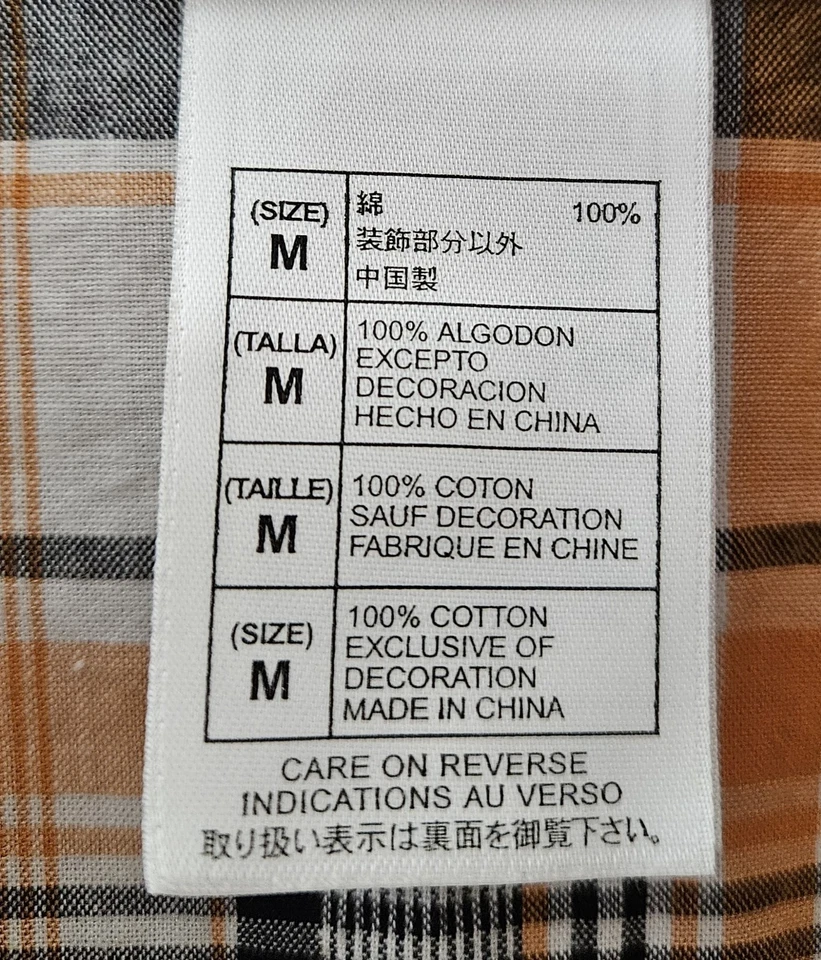 (SIZE)
M
綿 100%
装飾部分以外
中国製
(TALLA)
M
100% ALGODON
EXCEPTO
DECORACION
HECHO EN CHINA
(TAILLE)
M
100% COTON
SAUF DECORATION
FABRIQUE EN CHINE
(SIZE)
M
100% COTTON
EXCLUSIVE OF
DECORATION
MADE IN CHINA
CARE ON REVERSE
INDICATIONS AU VERSO
取り扱い表示は裏面を御覧下さい。